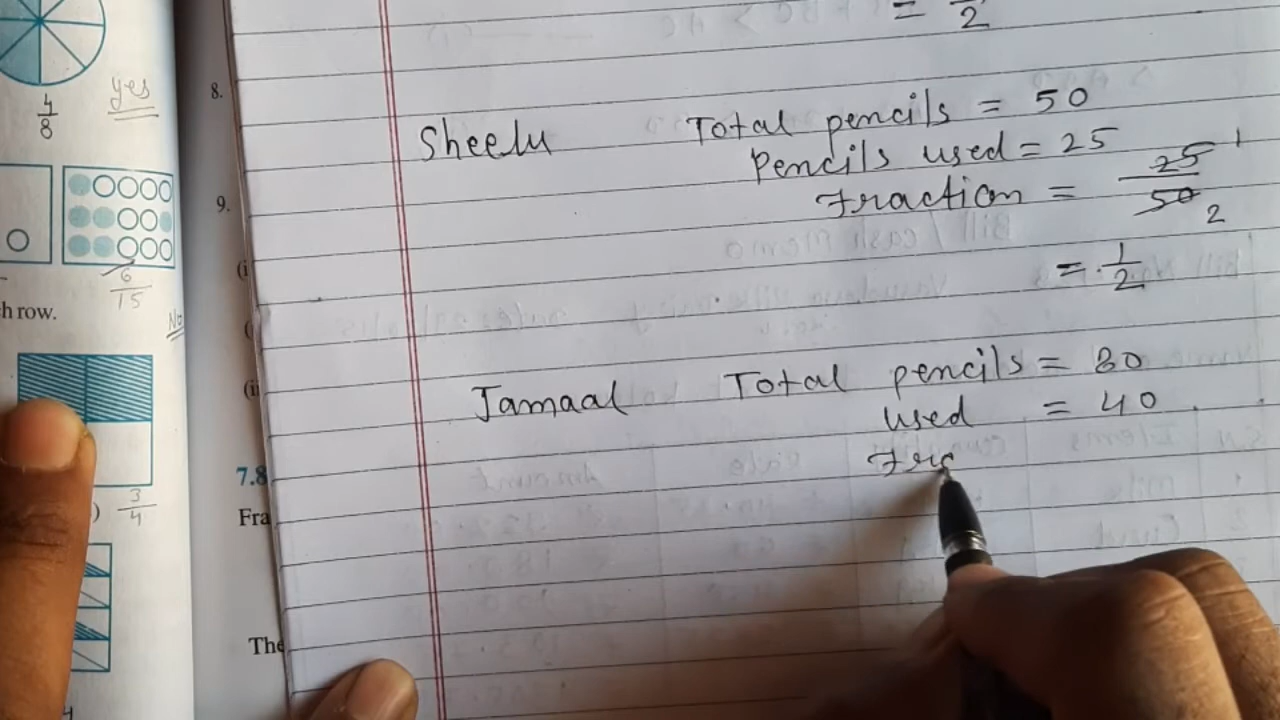 = /2
4/8
yes
8.
Sheelu Total pencils = 50
Pencils used = 25
Fraction = 25/50 1 2
= 1/2
9.
6/15
No
h row.
Jamaal Total pencils = 80
used = 40
Fra
7.8
Fra
) 3/4
The